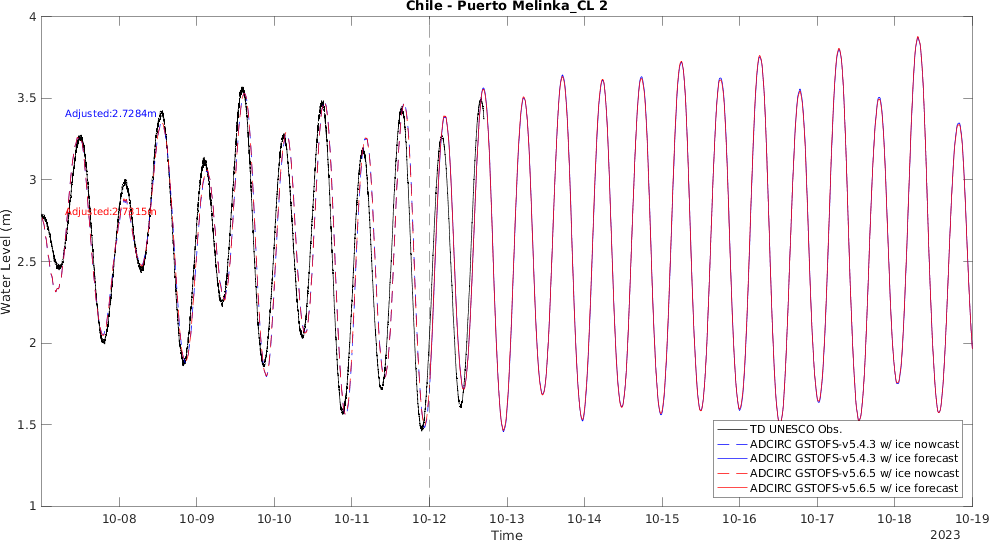 Chile - Puerto Melinka_CL 2
4
3.5
3
2.5
2
1.5
1
Water Level (m)
Adjusted:2.7284m
10-08
10-09
10-10
10-11
10-12
10-13
10-14
10-15
10-16
10-17
10-18
10-19
Time
2023
TD UNESCO Obs.
ADCIRC GSTOFS-v5.4.3 w/ ice nowcast
ADCIRC GSTOFS-v5.4.3 w/ ice forecast
ADCIRC GSTOFS-v5.6.5 w/ ice nowcast
ADCIRC GSTOFS-v5.6.5 w/ ice forecast